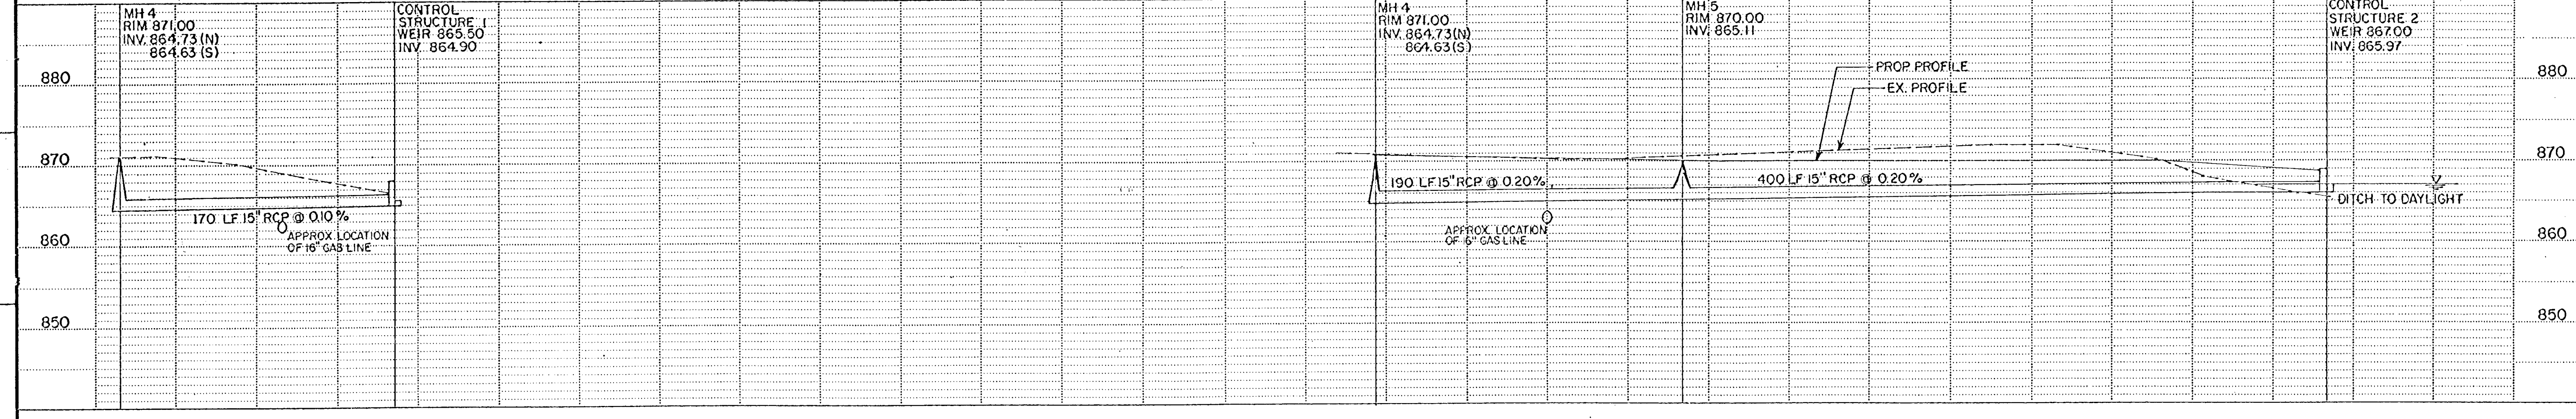 MH 4
RIM 871.00
INV. 864.73 (N)
864.63 (S)
CONTROL
STRUCTURE 1
WEIR 865.50
INV. 864.90
MH 4
RIM 871.00
INV. 864.73 (N)
864.63 (S)
MH 5
RIM 870.00
INV. 865.11
CONTROL
STRUCTURE 2
WEIR 867.00
INV. 865.97
880
880
PROP. PROFILE
EX. PROFILE
870
870
190 LF 15" RCP @ 0.20%
400 LF 15" RCP @ 0.20%
170 LF 15" RCP @ 0.10%
DITCH TO DAYLIGHT
APPROX. LOCATION
OF 16" GAS LINE
APPROX. LOCATION
OF 6" GAS LINE
860
860
850
850